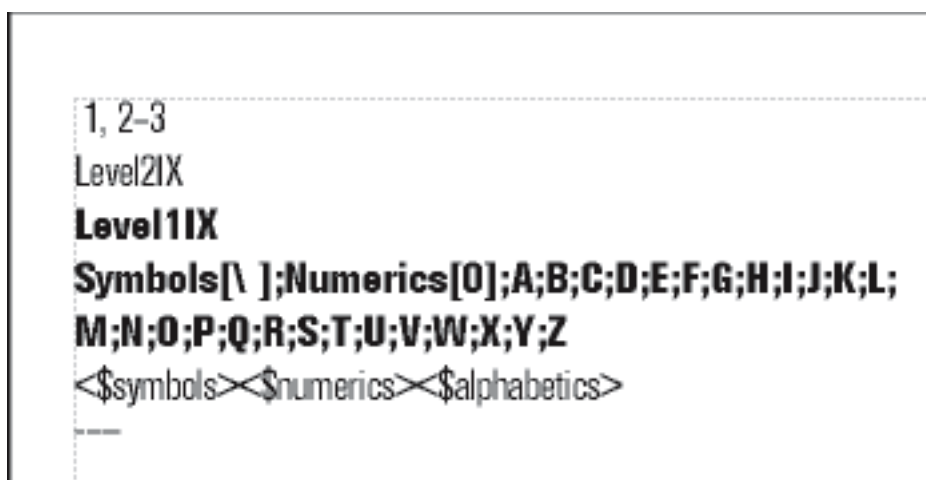 1, 2–3
Level2IX
Level1IX
Symbols[\ ];Numerics[0];A;B;C;D;E;F;G;H;I;J;K;L;
M;N;O;P;Q;R;S;T;U;V;W;X;Y;Z
<$symbols><$numerics><$alphabetics>